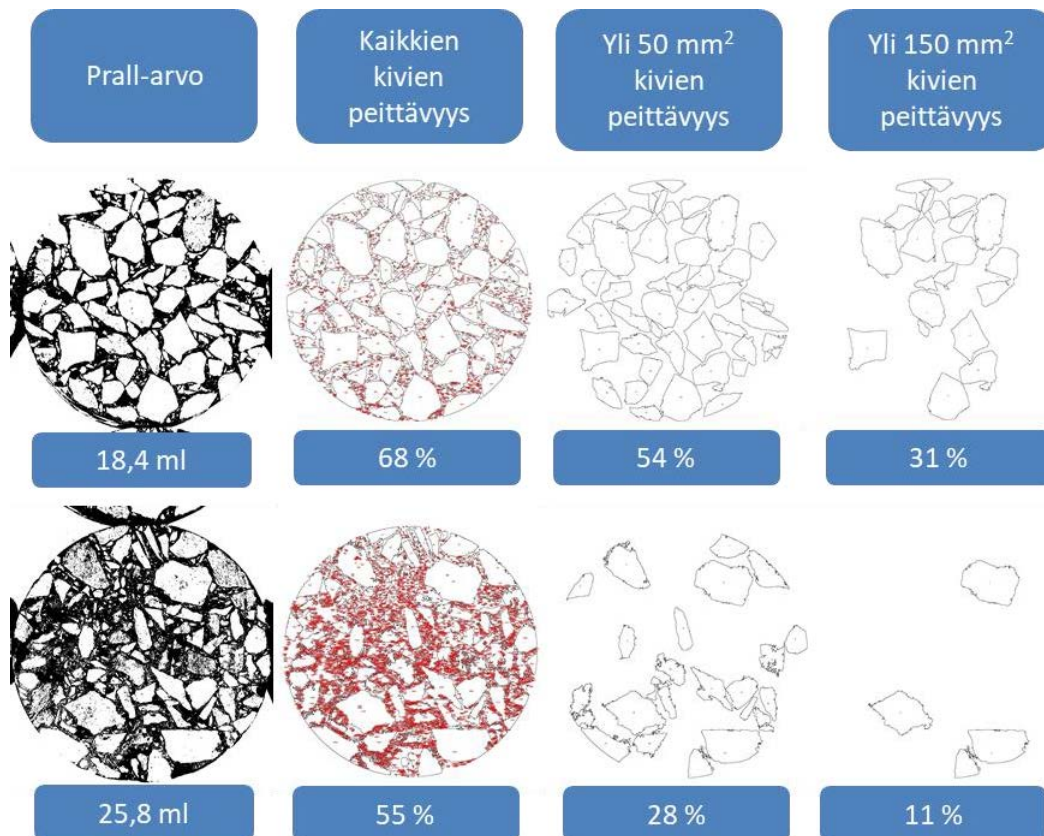 Prall-arvo
Kaikkien
kivien
peittävyys
Yli 50 mm²
kivien
peittävyys
Yli 150 mm²
kivien
peittävyys
18,4 ml
68 %
54 %
31 %
25,8 ml
55 %
28 %
11 %